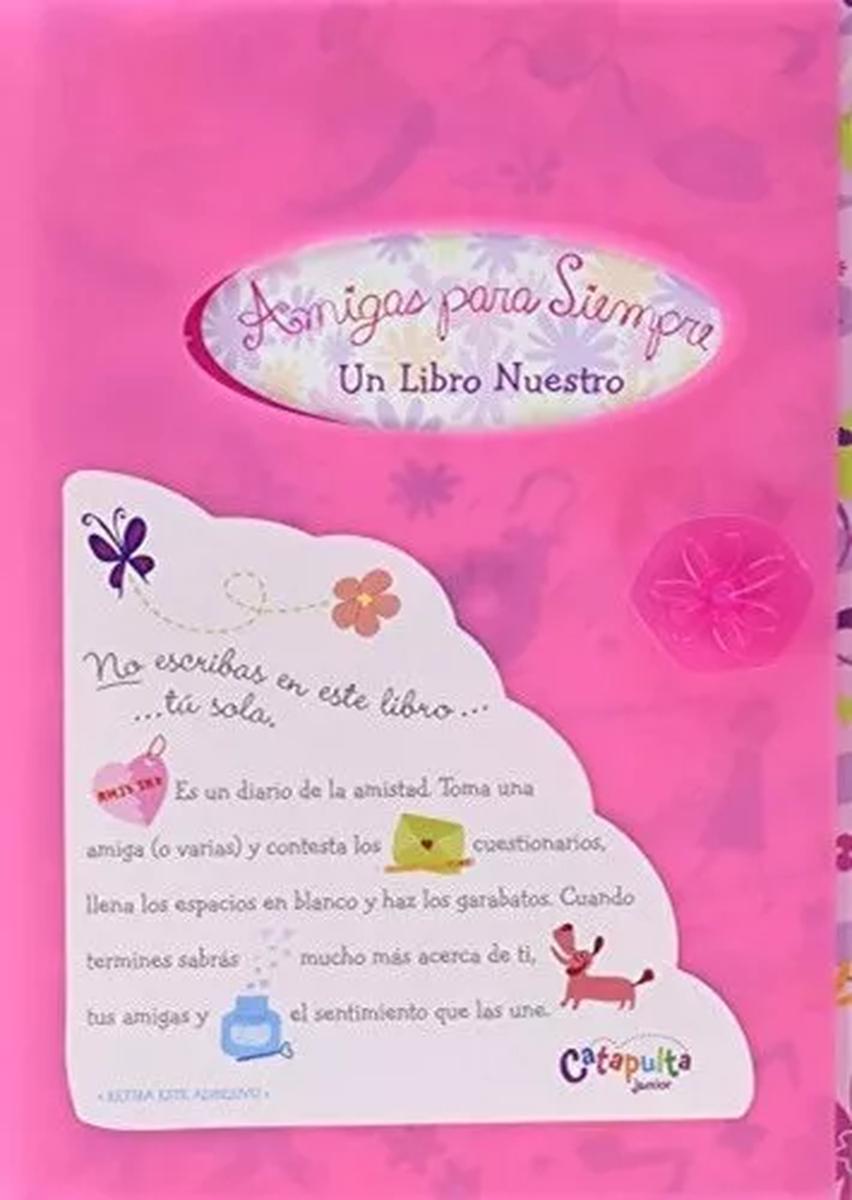 Amigas para Siempre
Un Libro Nuestro
No escribas en este libro...
...tú sola.
Es un diario de la amistad. Toma una
amiga (o varias) y contesta los cuestionarios,
llena los espacios en blanco y haz los garabatos. Cuando
termines sabrás mucho más acerca de ti,
tus amigas y el sentimiento que las une.
Catapulta
junior
• RETIRA ESTE ADHESIVO •